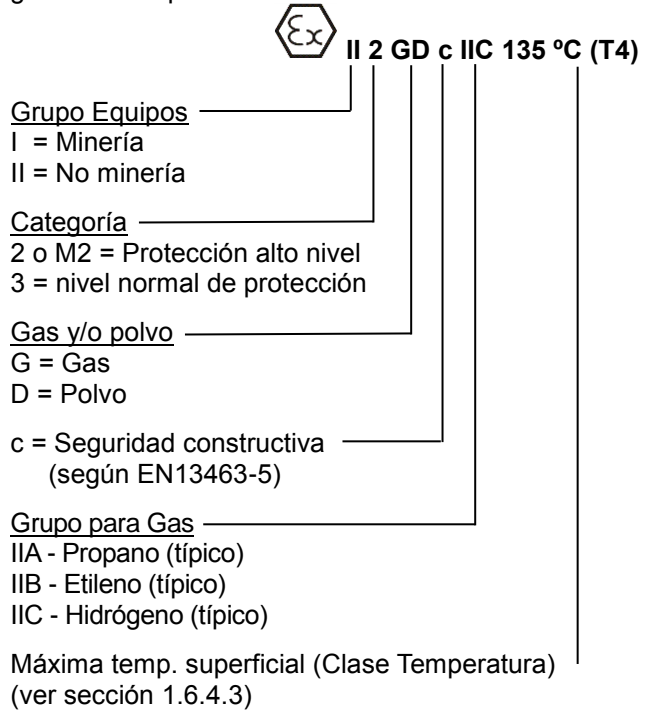 Ex II 2 GD c IIC 135 ºC (T4)
Grupo Equipos
I = Minería
II = No minería
Categoría
2 o M2 = Protección alto nivel
3 = nivel normal de protección
Gas y/o polvo
G = Gas
D = Polvo
c = Seguridad constructiva
(según EN13463-5)
Grupo para Gas
IIA - Propano (típico)
IIB - Etileno (típico)
IIC - Hidrógeno (típico)
Máxima temp. superficial (Clase Temperatura)
(ver sección 1.6.4.3)